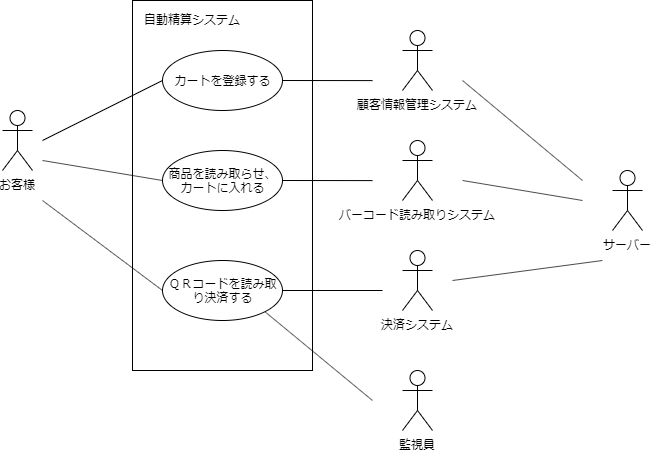 自動精算システム
カートを登録する
顧客情報管理システム
お客様
商品を読み取らせ、
カートに入れる
バーコード読み取りシステム
サーバー
ＱＲコードを読み取
り決済する
決済システム
監視員